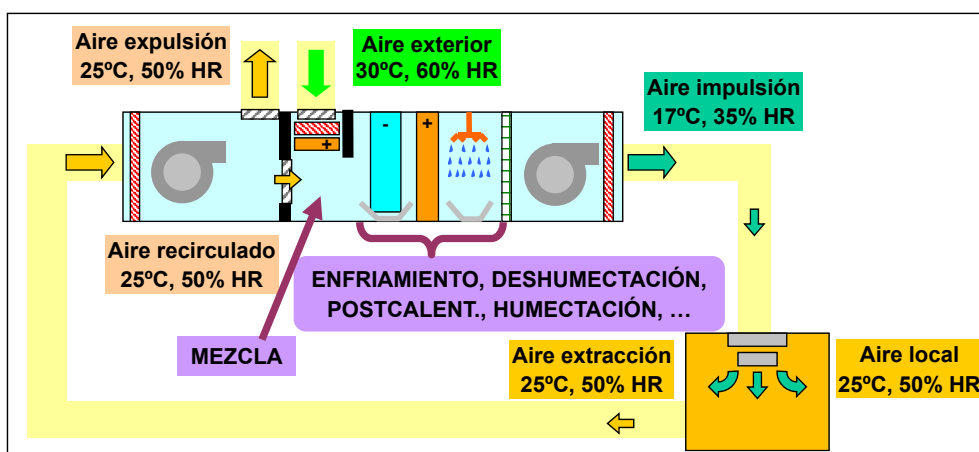 Aire expulsión
25ºC, 50% HR
Aire exterior
30ºC, 60% HR
Aire impulsión
17ºC, 35% HR
-
+
+
Aire recirculado
25ºC, 50% HR
ENFRIAMIENTO, DESHUMECTACIÓN,
POSTCALENT., HUMECTACIÓN, …
MEZCLA
Aire extracción
25ºC, 50% HR
Aire local
25ºC, 50% HR